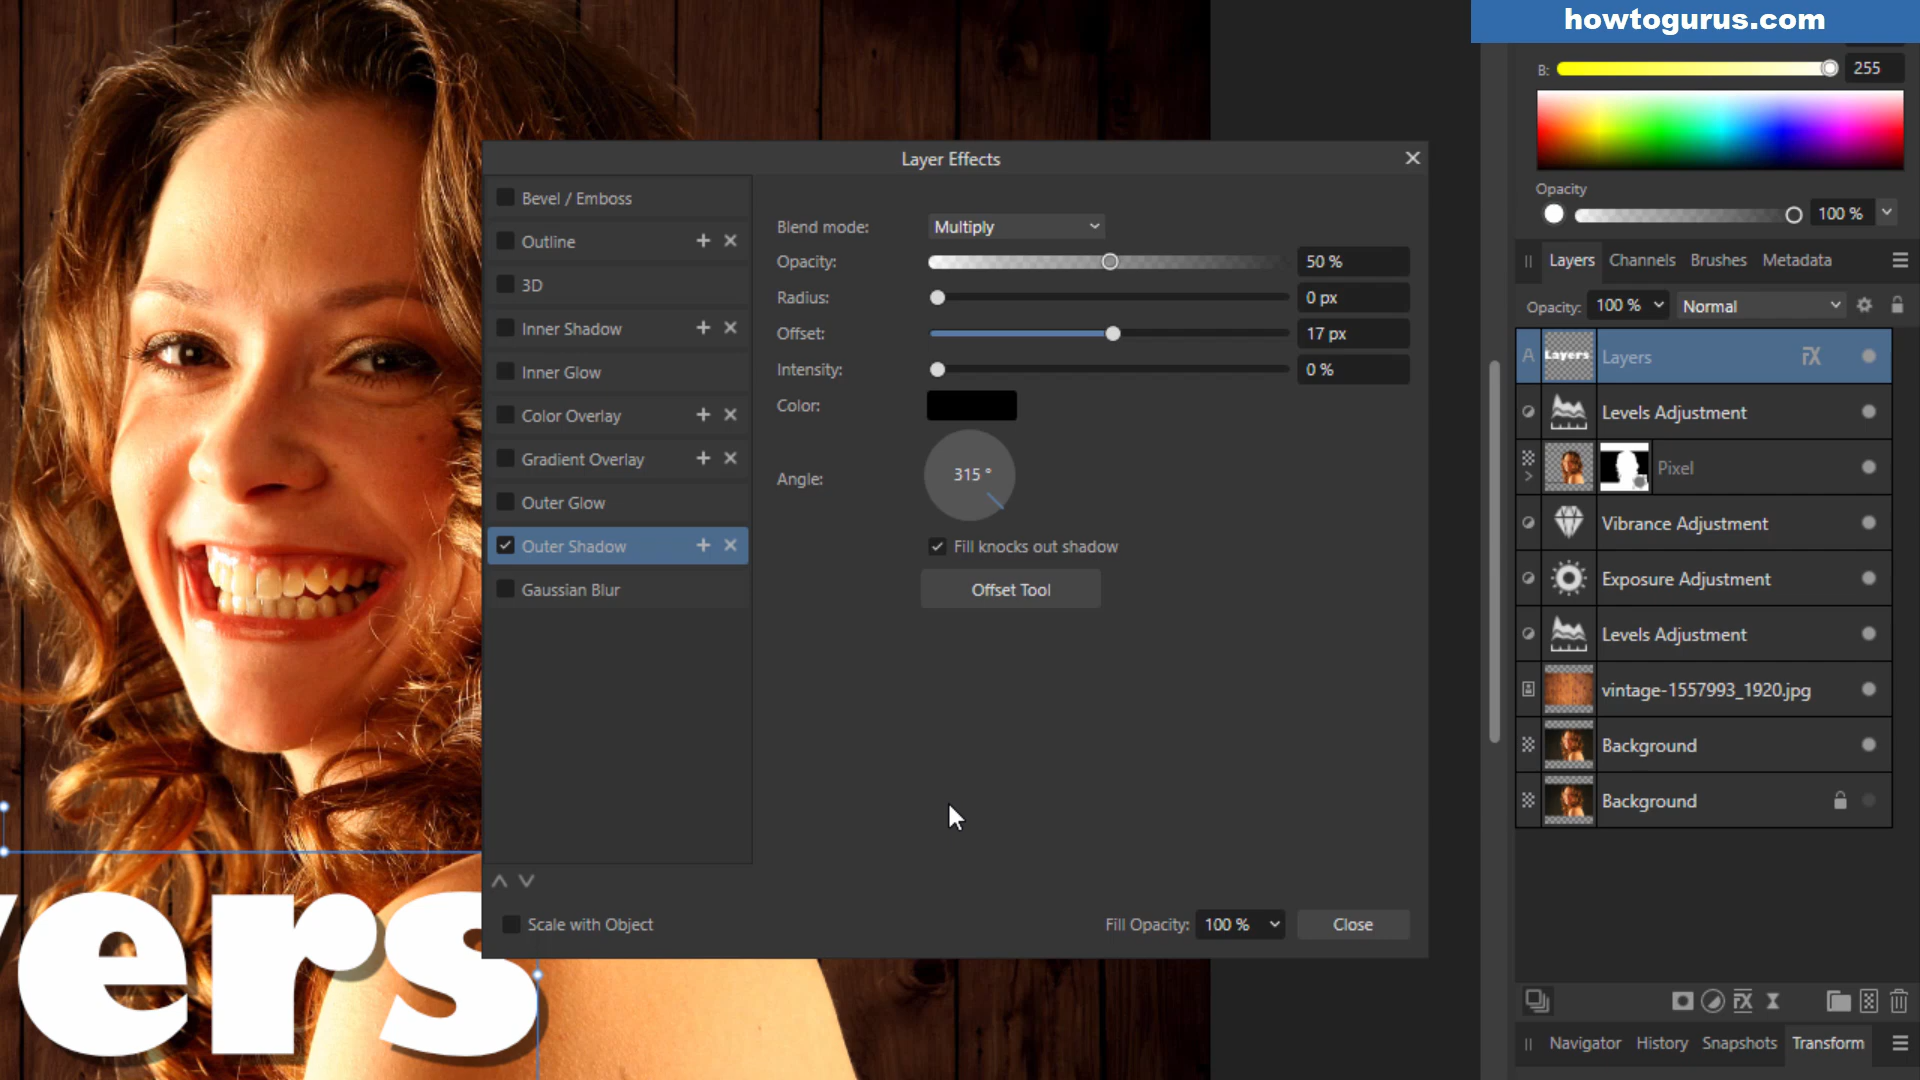 howtogurus.com
B: 255
Opacity
100 %
Layers Channels Brushes Metadata
Opacity: 100 % Normal
A Layers Layers FX
Levels Adjustment
Pixel
Vibrance Adjustment
Exposure Adjustment
Levels Adjustment
vintage-1557993_1920.jpg
Background
Background
FX
Navigator History Snapshots Transform
Layer Effects
Bevel / Emboss
Outline
3D
Inner Shadow
Inner Glow
Color Overlay
Gradient Overlay
Outer Glow
Outer Shadow
Gaussian Blur
Blend mode: Multiply
Opacity: 50 %
Radius: 0 px
Offset: 17 px
Intensity: 0 %
Color:
Angle: 315 °
Fill knocks out shadow
Offset Tool
Scale with Object
Fill Opacity: 100 % Close
yers